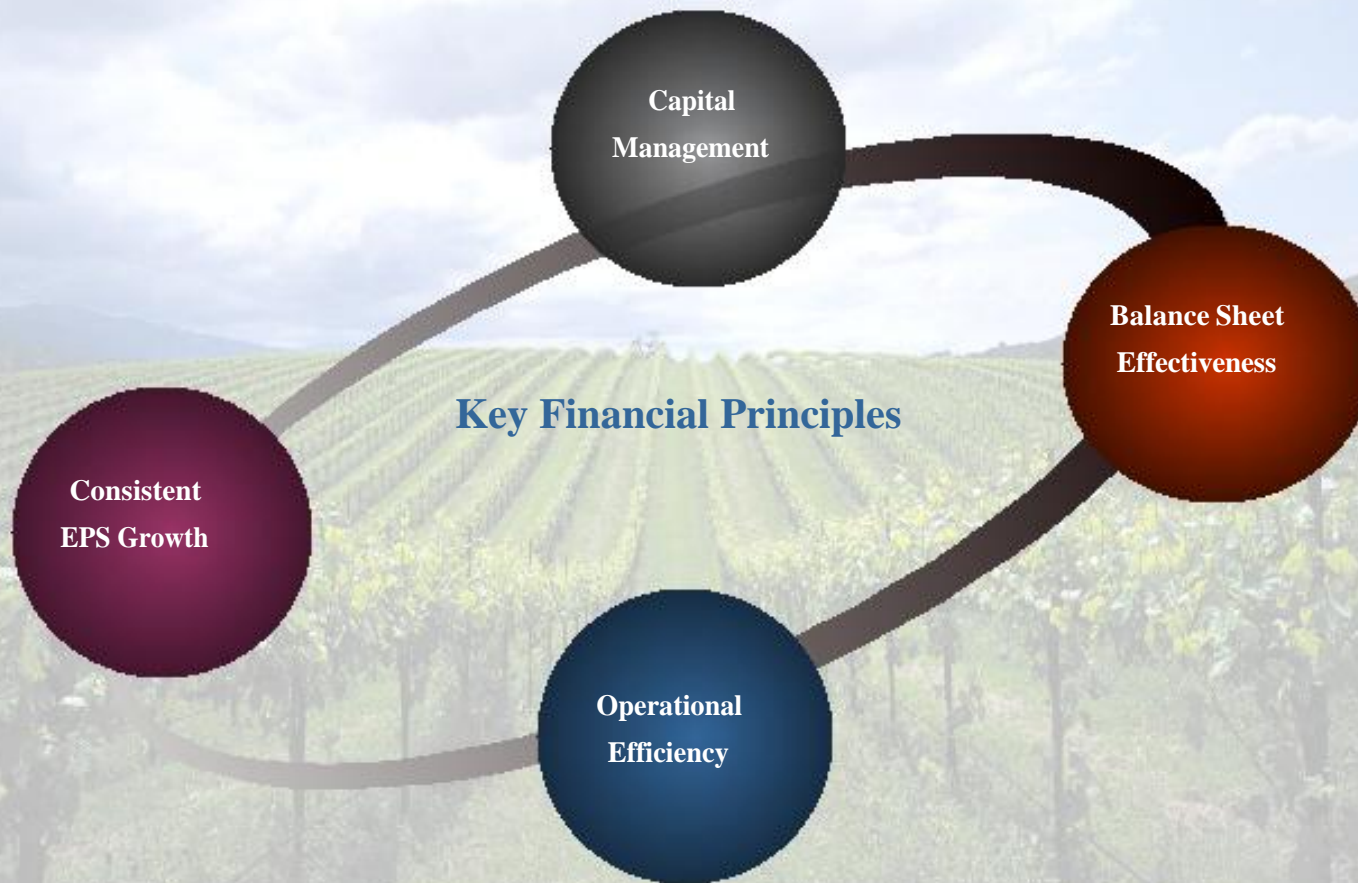 Capital
Management
Balance Sheet
Effectiveness
Key Financial Principles
Consistent
EPS Growth
Operational
Efficiency